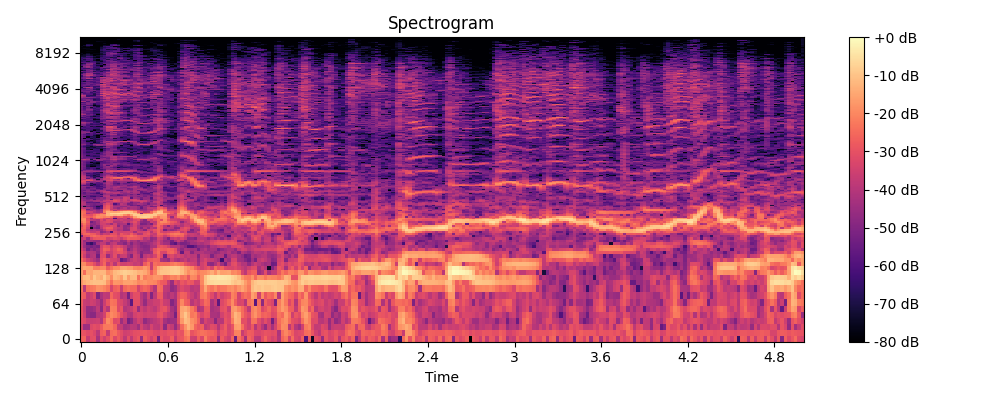 Spectrogram
Frequency
8192
4096
2048
1024
512
256
128
64
0
0 0.6 1.2 1.8 2.4 3 3.6 4.2 4.8
Time
+0 dB
-10 dB
-20 dB
-30 dB
-40 dB
-50 dB
-60 dB
-70 dB
-80 dB